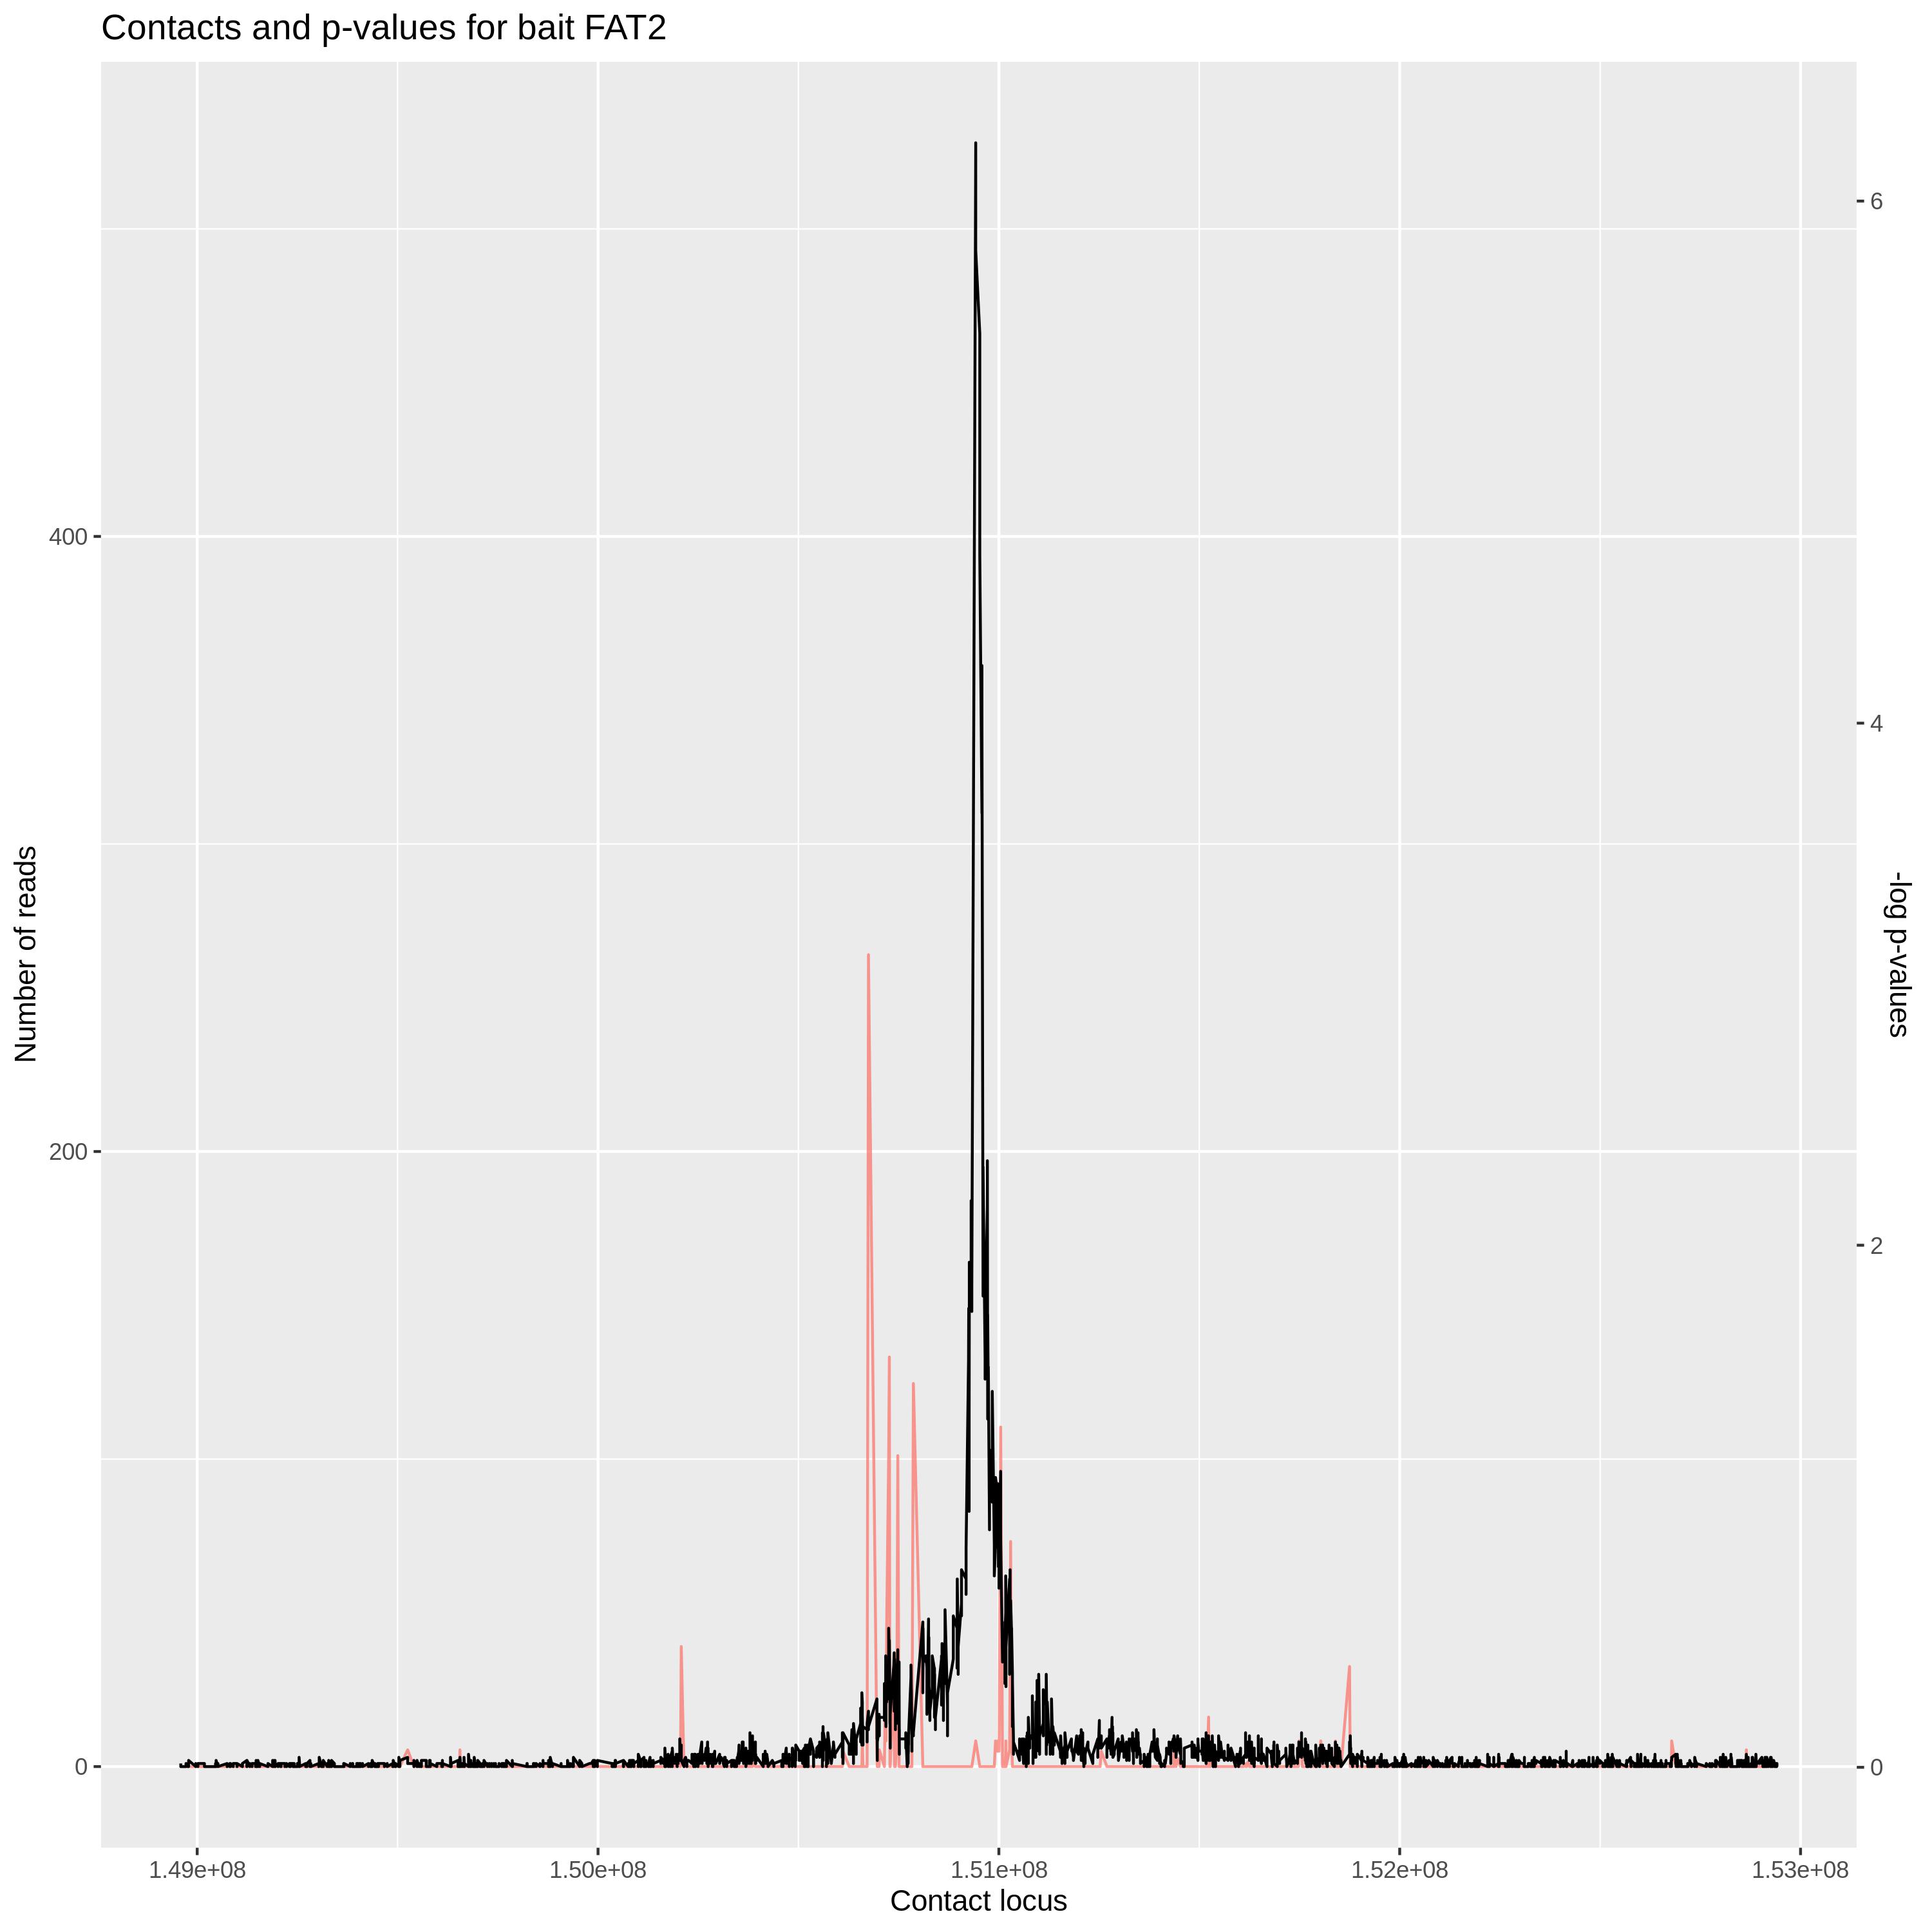 Contacts and p-values for bait FAT2
Number of reads
400
200
0
6
4
2
0
-log p-values
1.49e+08
1.50e+08
1.51e+08
1.52e+08
1.53e+08
Contact locus